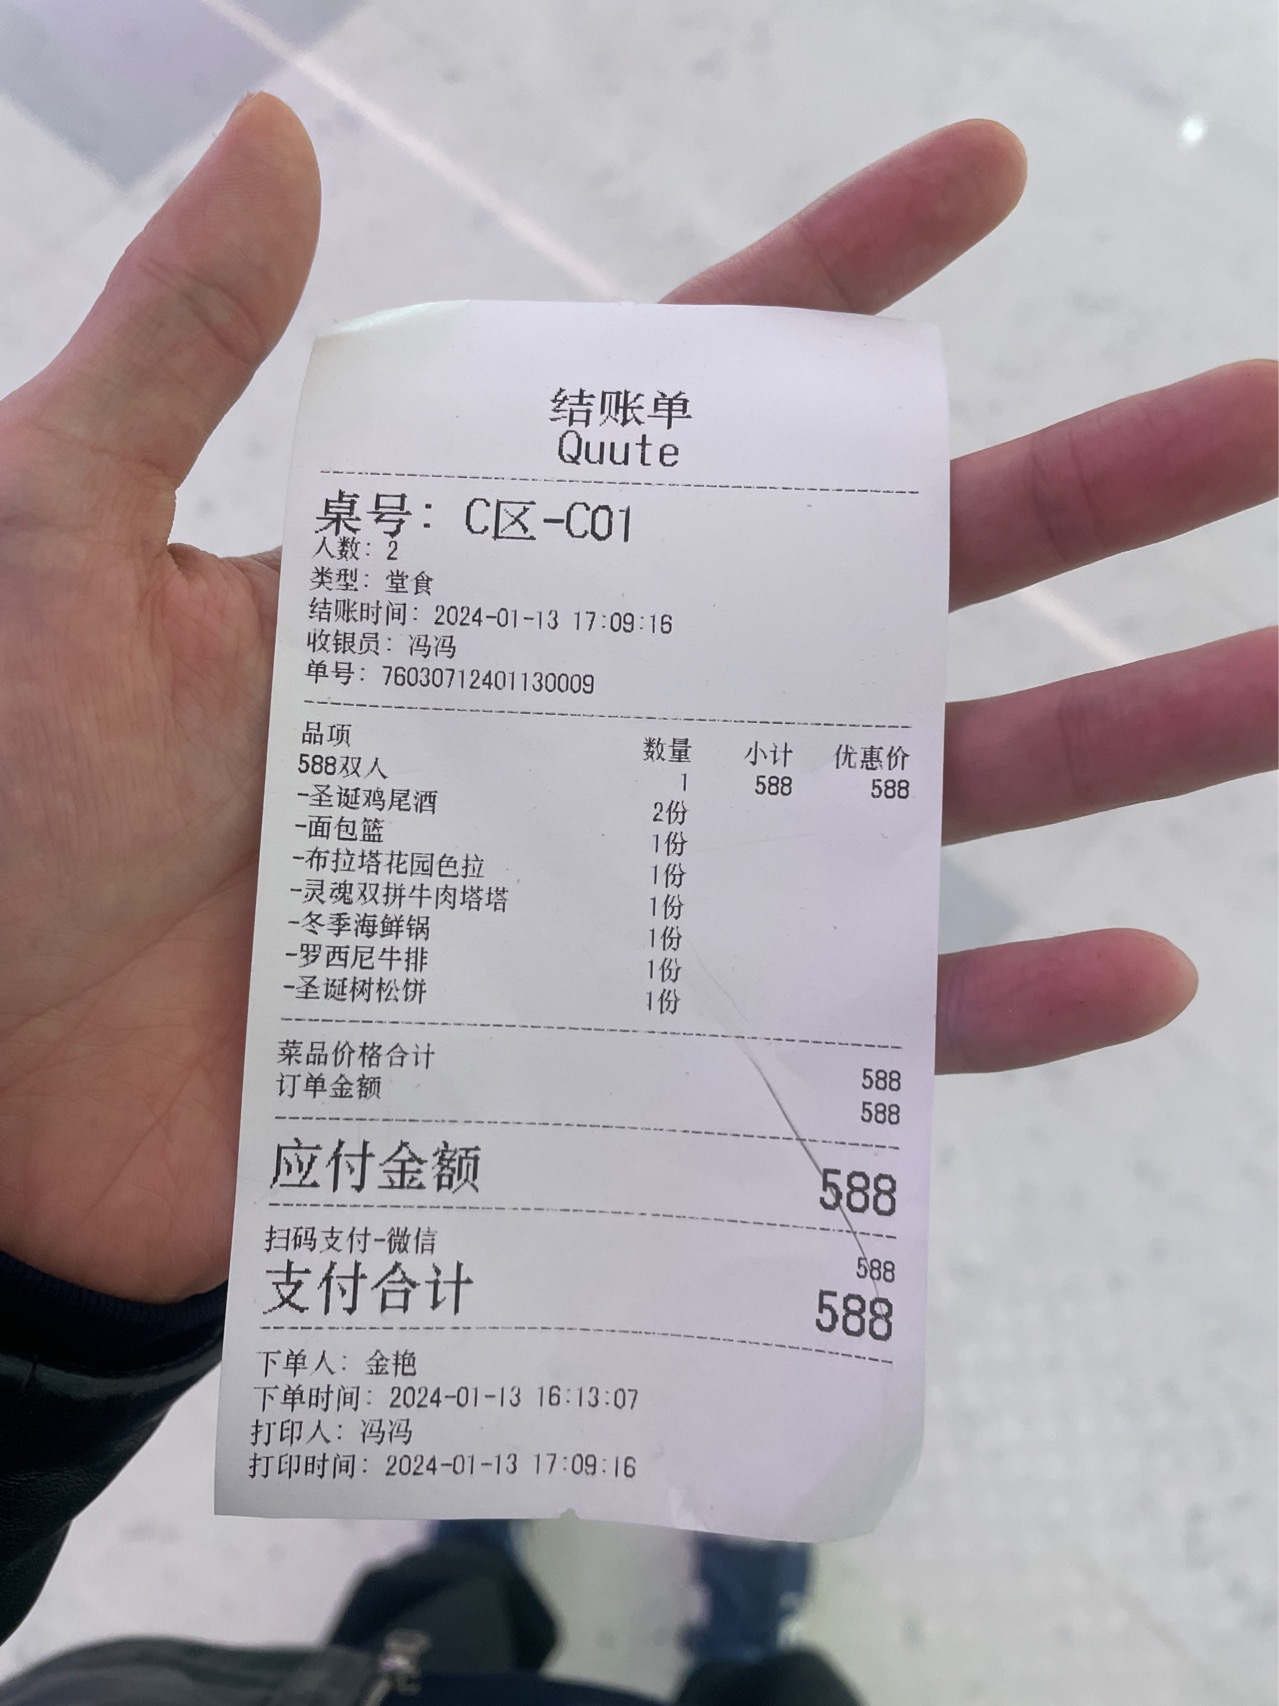 结账单
Quute
桌号: C区-C01
人数: 2
类型: 堂食
结账时间: 2024-01-13 17:09:16
收银员: 冯冯
单号: 76030712401130009
品项 数量 小计 优惠价
588双人 1 588 588
-圣诞鸡尾酒 2份
-面包篮 1份
-布拉塔花园色拉 1份
-灵魂双拼牛肉塔塔 1份
-冬季海鲜锅 1份
-罗西尼牛排 1份
-圣诞树松饼 1份
菜品价格合计 588
订单金额 588
应付金额 588
扫码支付-微信 588
支付合计 588
下单人: 金艳
下单时间: 2024-01-13 16:13:07
打印人: 冯冯
打印时间: 2024-01-13 17:09:16